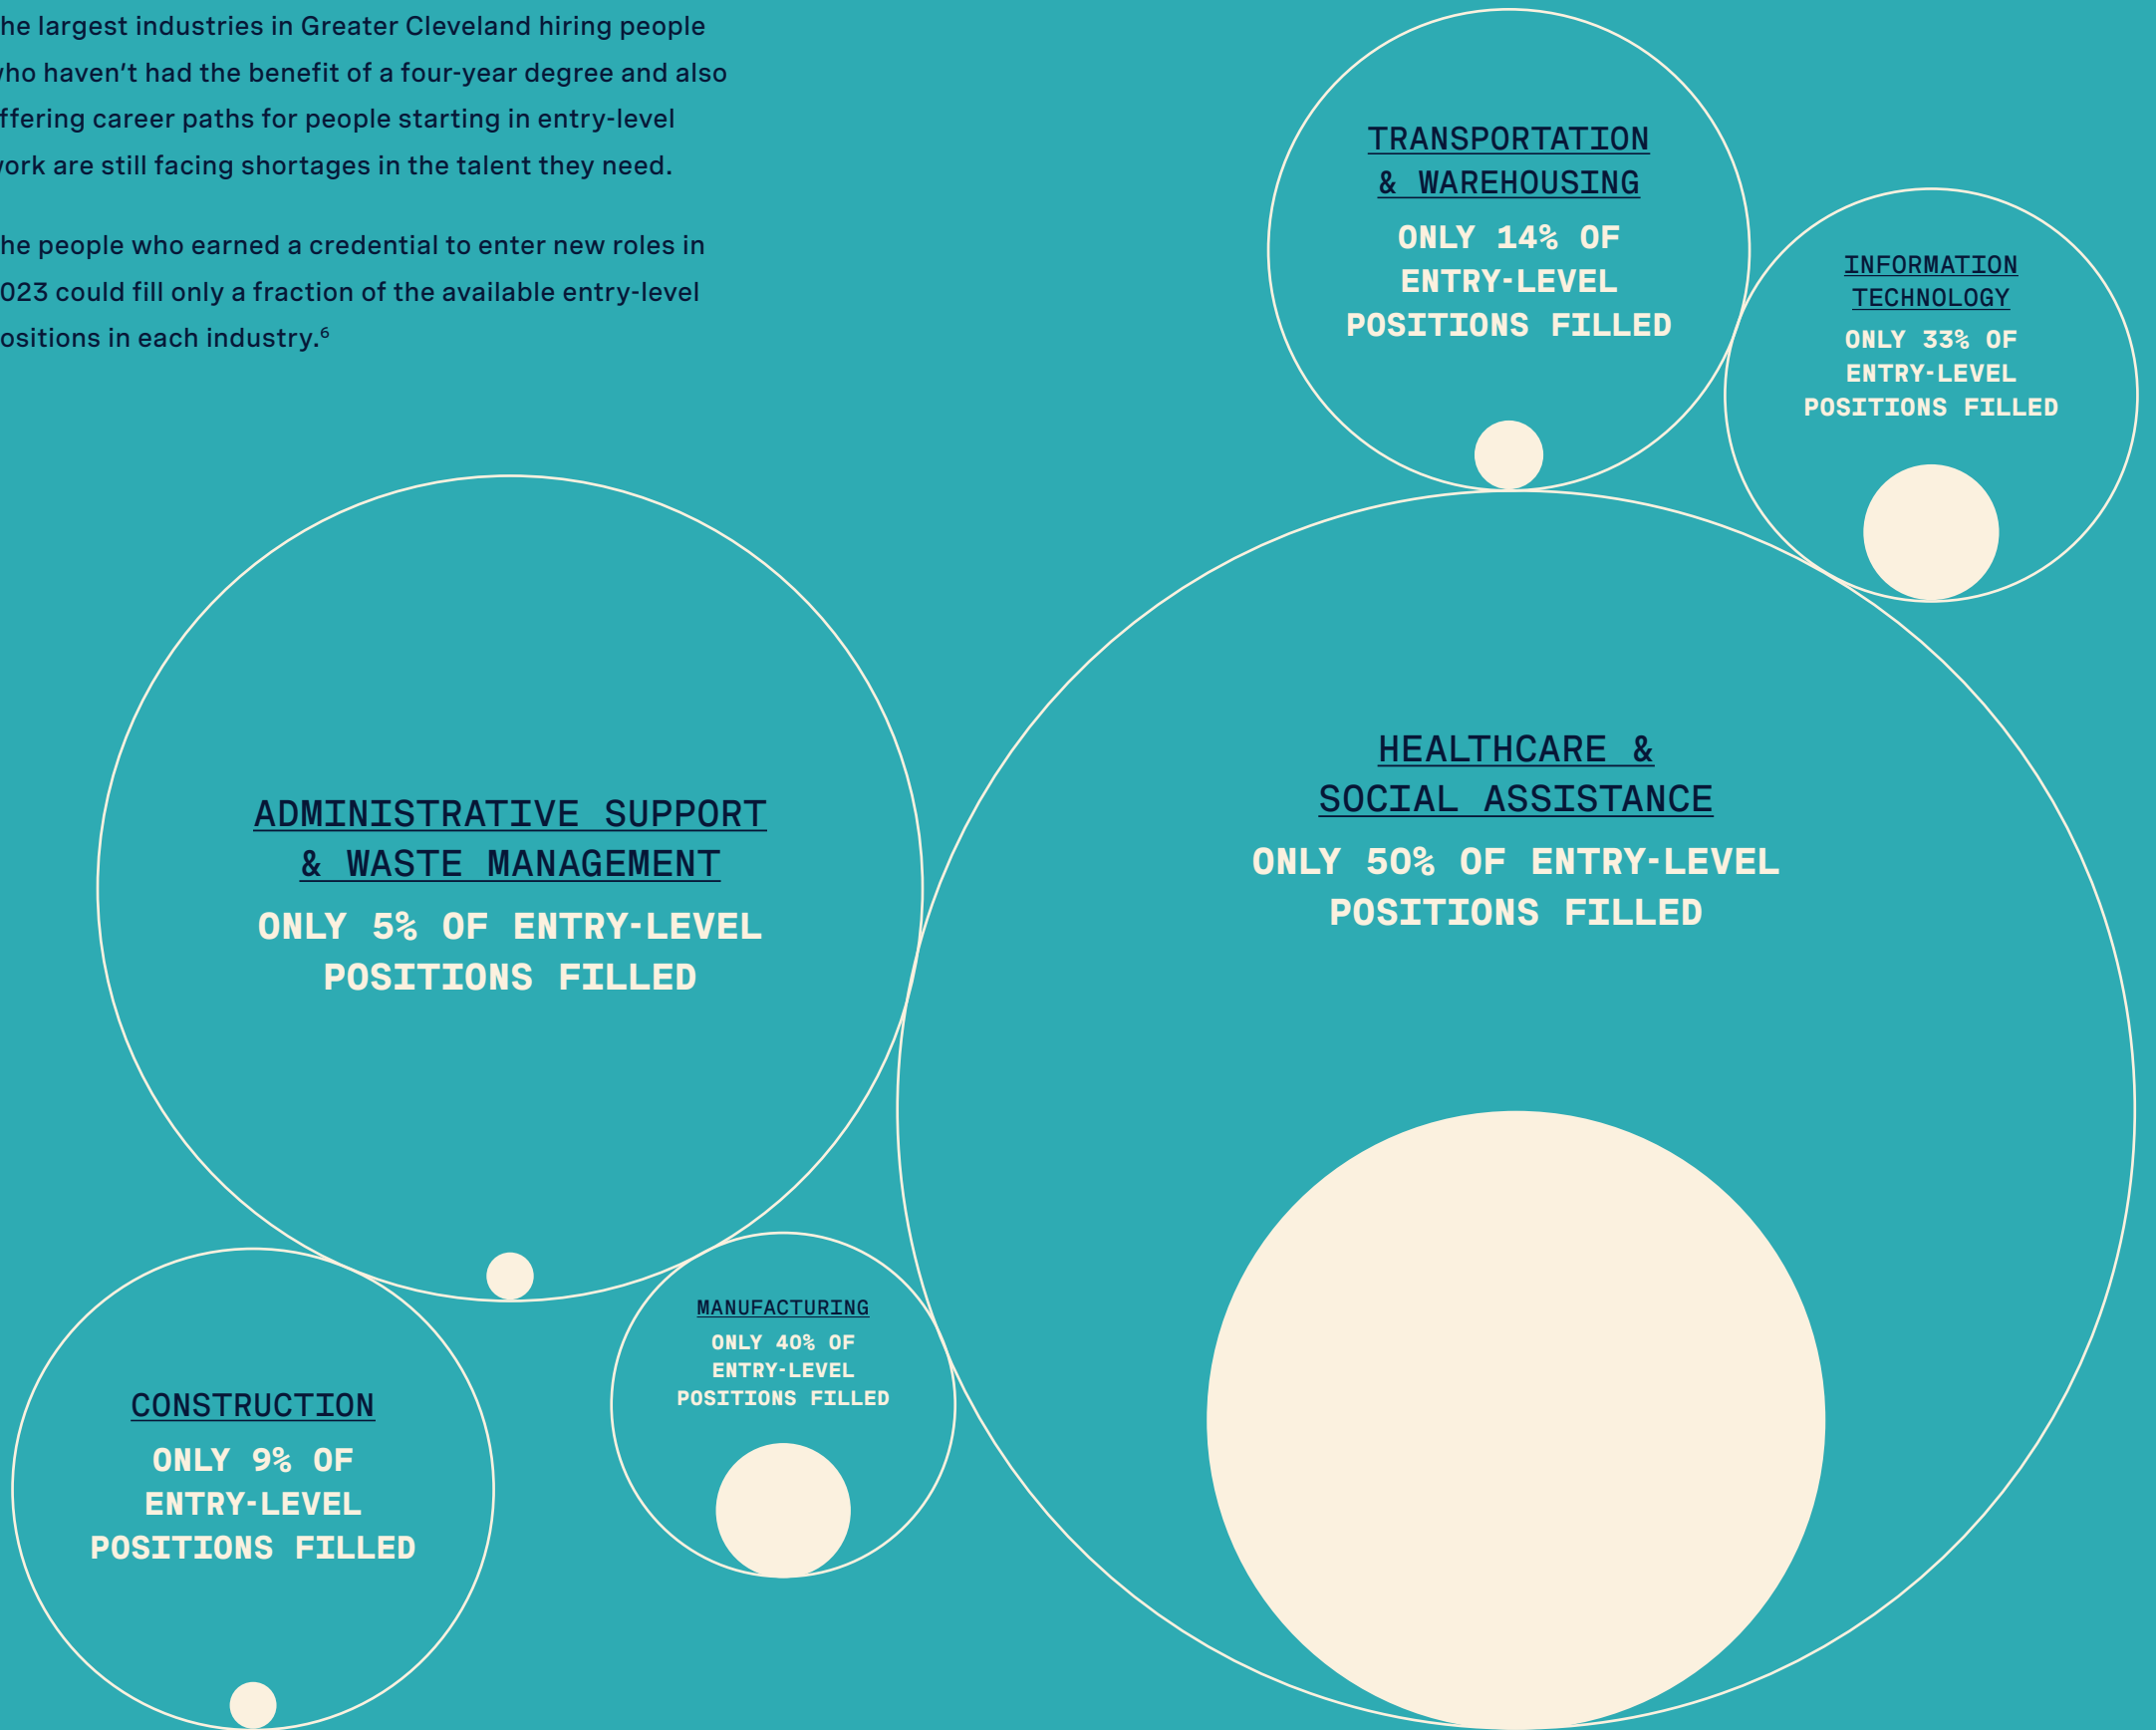 he largest industries in Greater Cleveland hiring people
ho haven’t had the benefit of a four-year degree and also
ffering career paths for people starting in entry-level
ork are still facing shortages in the talent they need.
he people who earned a credential to enter new roles in
023 could fill only a fraction of the available entry-level
ositions in each industry.⁶
TRANSPORTATION
& WAREHOUSING
ONLY 14% OF
ENTRY-LEVEL
POSITIONS FILLED
INFORMATION
TECHNOLOGY
ONLY 33% OF
ENTRY-LEVEL
POSITIONS FILLED
ADMINISTRATIVE SUPPORT
& WASTE MANAGEMENT
ONLY 5% OF ENTRY-LEVEL
POSITIONS FILLED
HEALTHCARE &
SOCIAL ASSISTANCE
ONLY 50% OF ENTRY-LEVEL
POSITIONS FILLED
MANUFACTURING
ONLY 40% OF
ENTRY-LEVEL
POSITIONS FILLED
CONSTRUCTION
ONLY 9% OF
ENTRY-LEVEL
POSITIONS FILLED